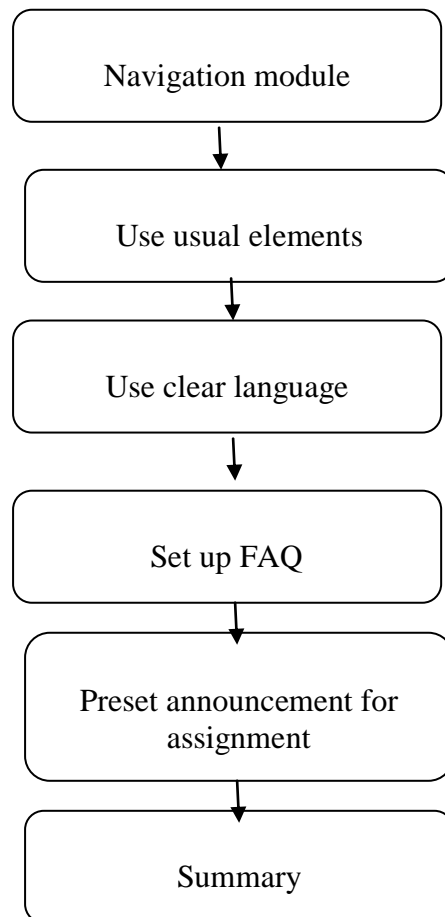 Navigation module
Use usual elements
Use clear language
Set up FAQ
Preset announcement for
assignment
Summary